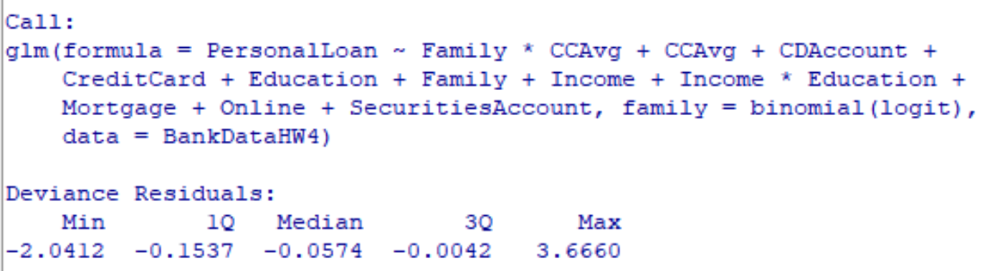 Call:
glm(formula = PersonalLoan ~ Family * CCAvg + CCAvg + CDAccount +
    CreditCard + Education + Family + Income + Income * Education +
    Mortgage + Online + SecuritiesAccount, family = binomial(logit),
    data = BankDataHW4)

Deviance Residuals:
    Min       1Q   Median       3Q      Max
-2.0412  -0.1537  -0.0574  -0.0042   3.6660